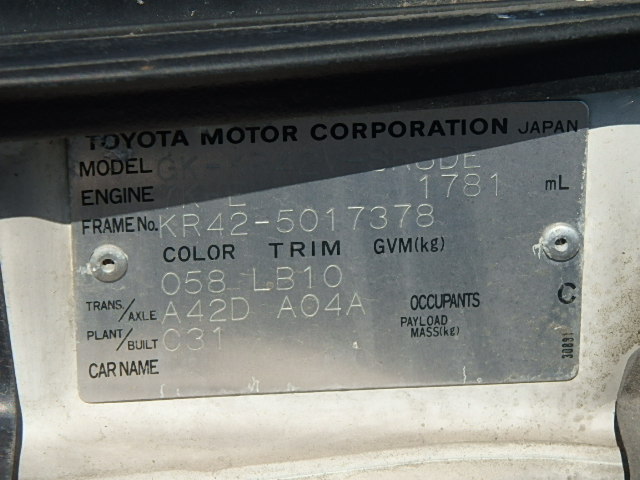 TOYOTA MOTOR CORPORATION JAPAN
MODEL
ENGINE 1781 mL
FRAME No. KR42-5017378
COLOR TRIM GVM(kg)
058 LB10
TRANS./AXLE A42D A04A OCCUPANTS C
PLANT/BUILT C31 PAYLOAD MASS(kg) 30831
CAR NAME